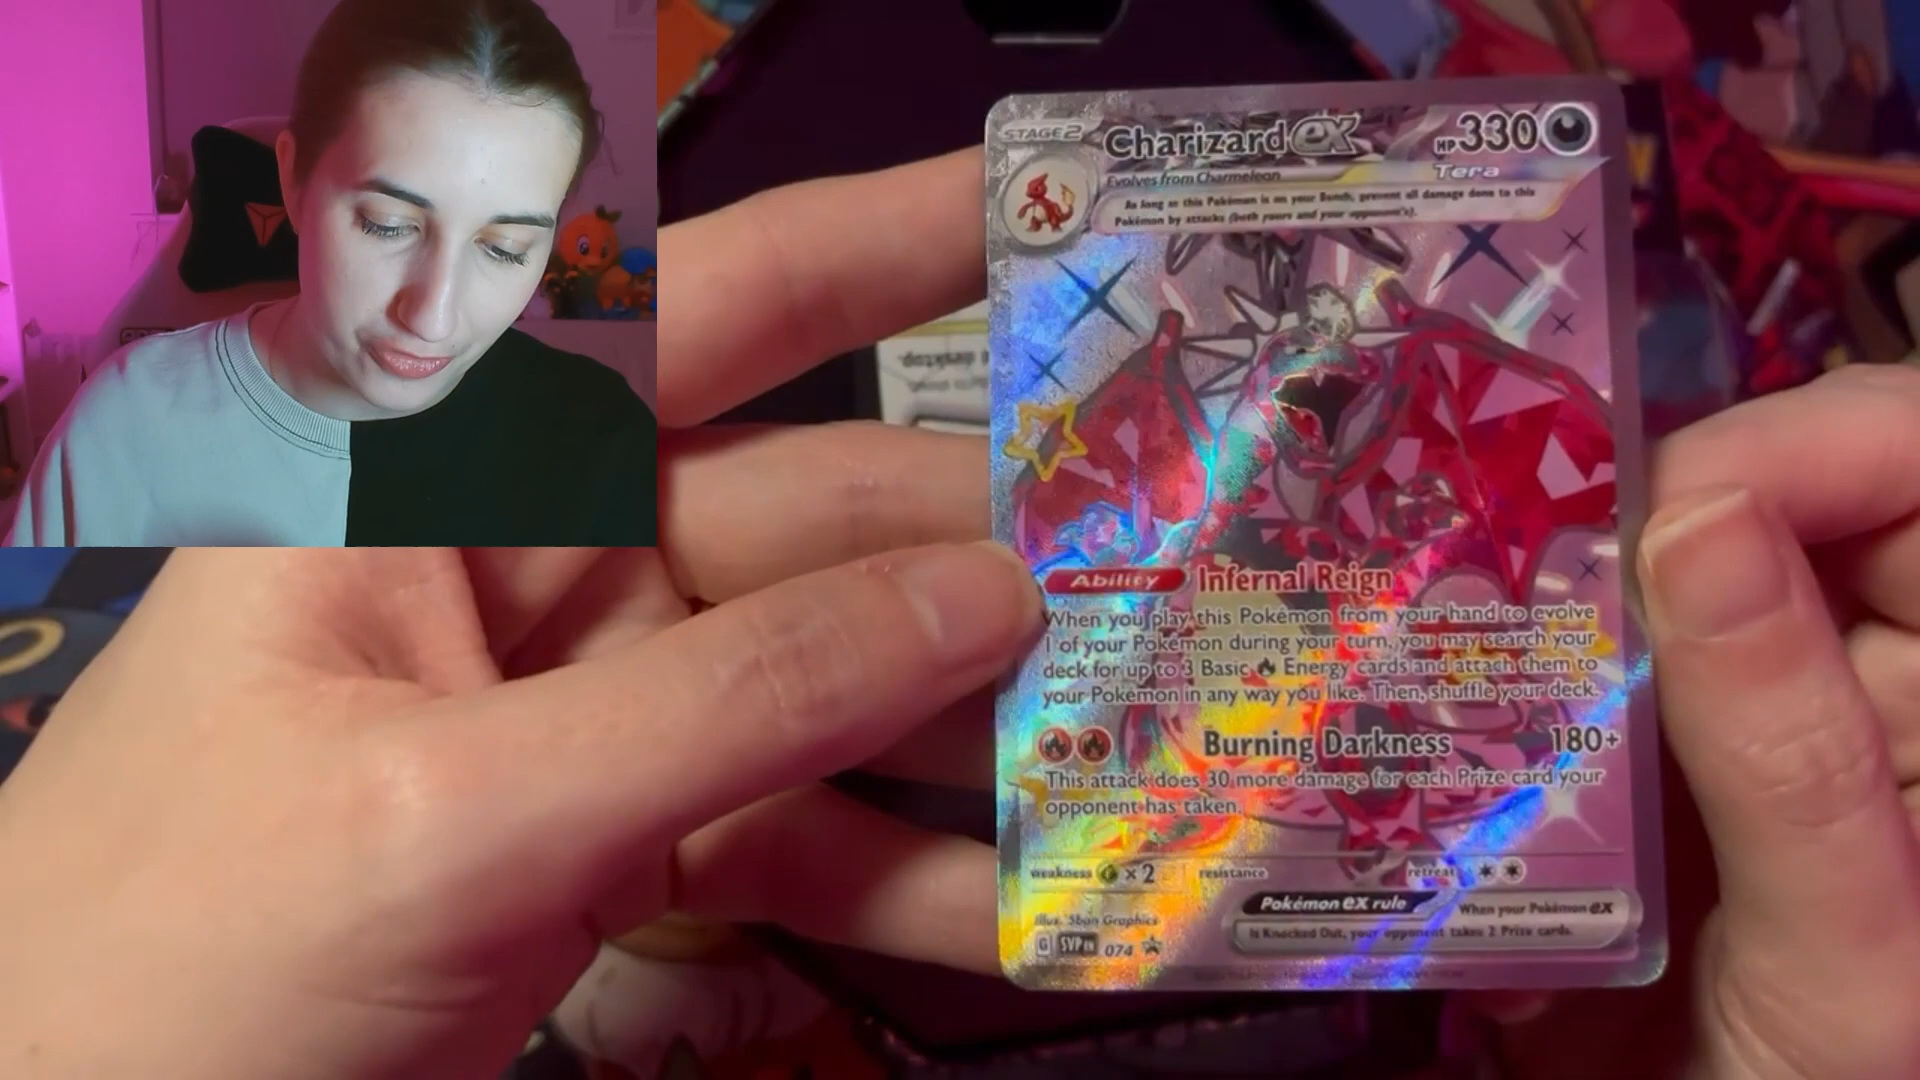 STAGE2
Charizard ex
HP 330
Evolves from Charmeleon
Tera
As long as this Pokémon is on your Bench, prevent all damage done to this
Pokémon by attacks (both yours and your opponent's).
Ability Infernal Reign
When you play this Pokémon from your hand to evolve
1 of your Pokémon during your turn, you may search your
deck for up to 3 Basic Energy cards and attach them to
your Pokémon in any way you like. Then, shuffle your deck.
Burning Darkness 180+
This attack does 30 more damage for each Prize card your
opponent has taken.
weakness ×2 resistance retreat
Illus. 5ban Graphics
Pokémon ex rule When your Pokémon ex
is Knocked Out, your opponent takes 2 Prize cards.
G SVP EN 074